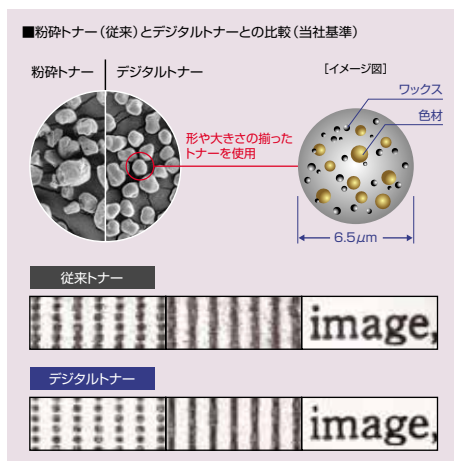 ■粉砕トナー(従来)とデジタルトナーとの比較(当社基準)
粉砕トナー
デジタルトナー
[イメージ図]
ワックス
色材
形や大きさの揃った
トナーを使用
6.5μm
従来トナー
image,
デジタルトナー
image,